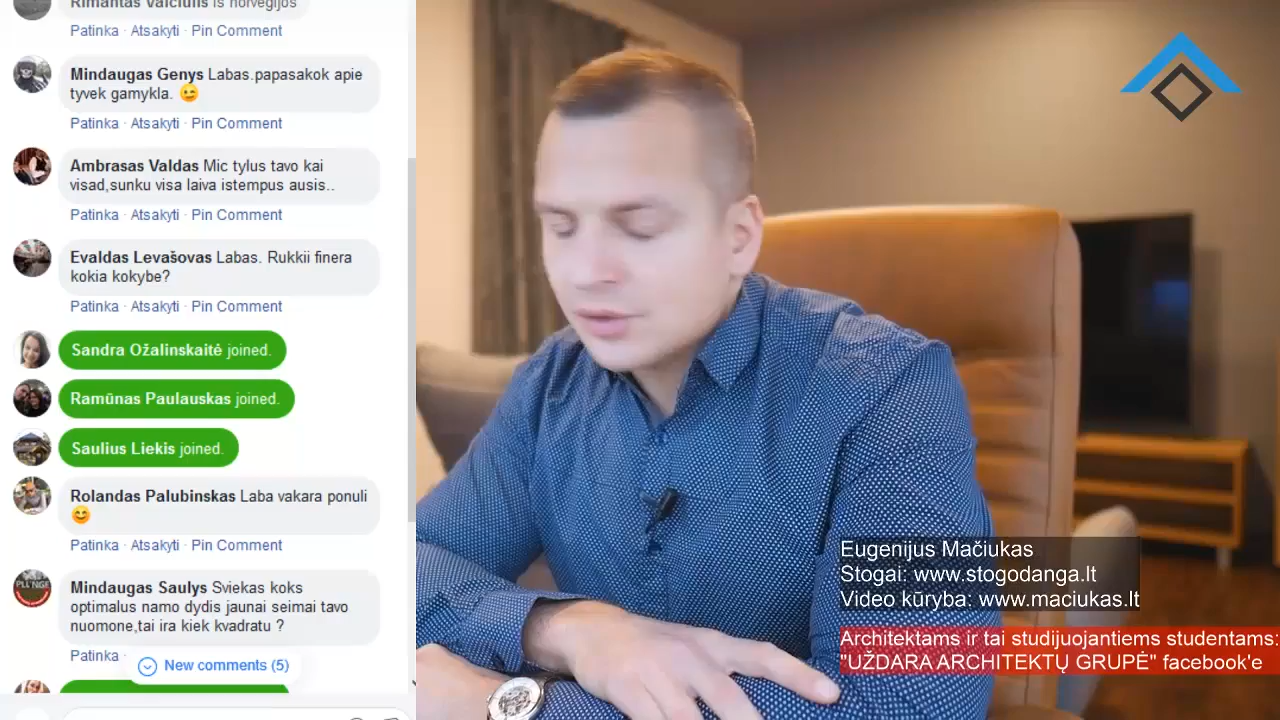 Rimantas Vaiciulis is norvegijos
Patinka · Atsakyti · Pin Comment
Mindaugas Genys Labas.papasakok apie
tyvek gamykla. 😉
Patinka · Atsakyti · Pin Comment
Ambrasas Valdas Mic tylus tavo kai
visad,sunku visa laiva istempus ausis..
Patinka · Atsakyti · Pin Comment
Evaldas Levašovas Labas. Rukkii finera
kokia kokybe?
Patinka · Atsakyti · Pin Comment
Sandra Ožalinskaitė joined.
Ramūnas Paulauskas joined.
Saulius Liekis joined.
Rolandas Palubinskas Laba vakara ponuli
😊
Patinka · Atsakyti · Pin Comment
Mindaugas Saulys Sviekas koks
optimalus namo dydis jaunai seimai tavo
nuomone,tai ira kiek kvadratu ?
Patinka ·
New comments (5)
Eugenijus Mačiukas
Stogai: www.stogodanga.lt
Video kūryba: www.maciukas.lt
Architektams ir tai studijuojantiems studentams:
"UŽDARA ARCHITEKTŲ GRUPĖ" facebook'e